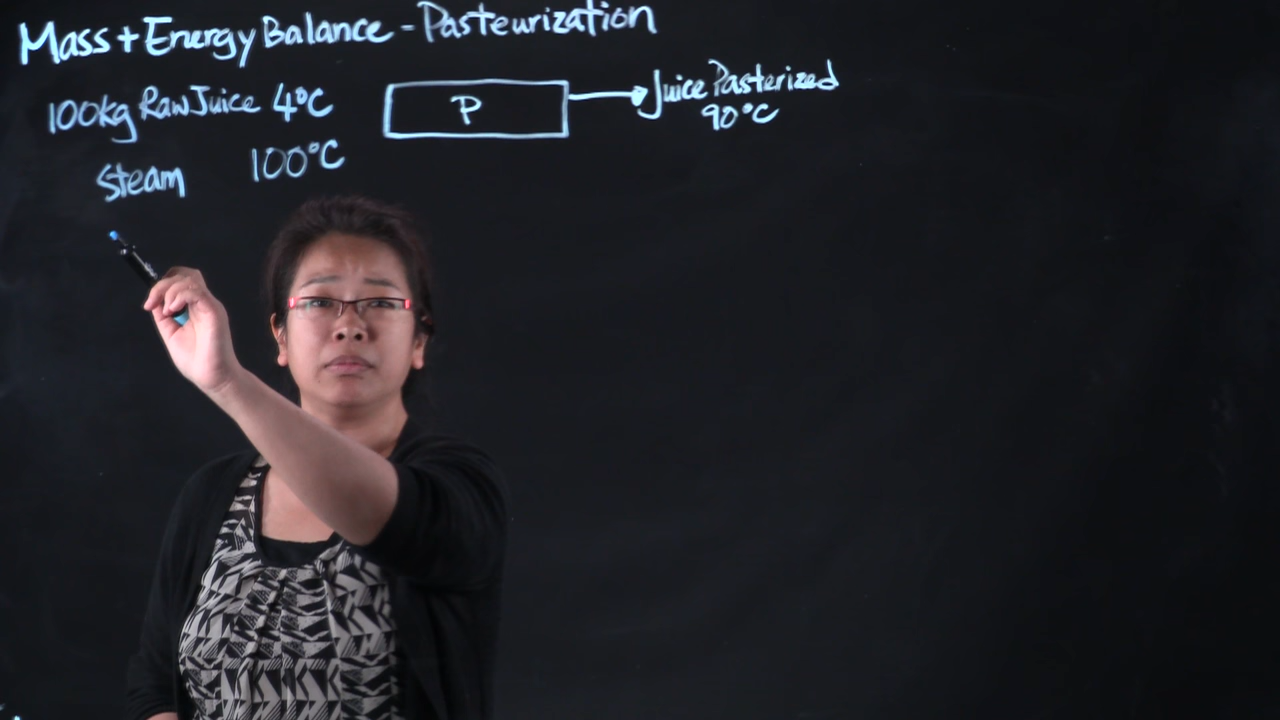 Mass + Energy Balance - Pasteurization
100kg Raw Juice 4°C
P
Juice Pasterized
90°C
Steam 100°C